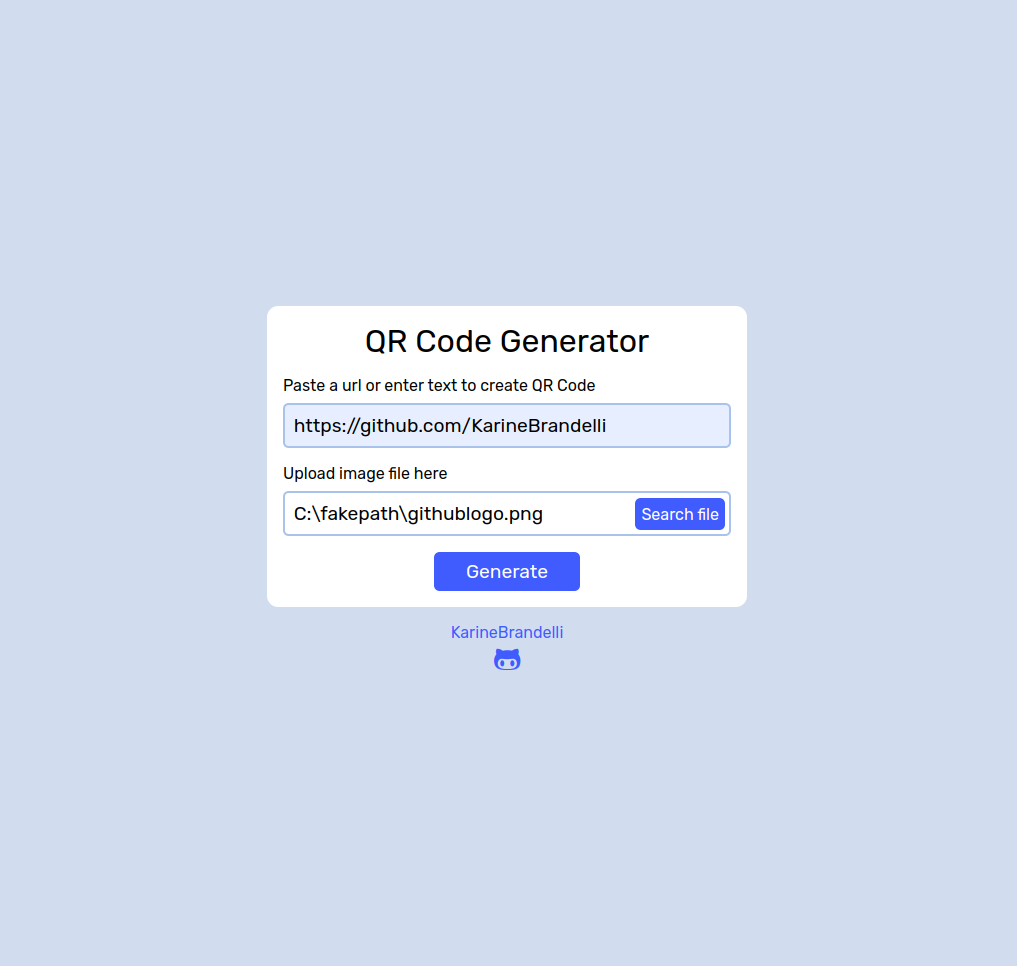 QR Code Generator
Paste a url or enter text to create QR Code
https://github.com/KarineBrandelli
Upload image file here
C:\fakepath\githublogo.png
Search file
Generate
KarineBrandelli